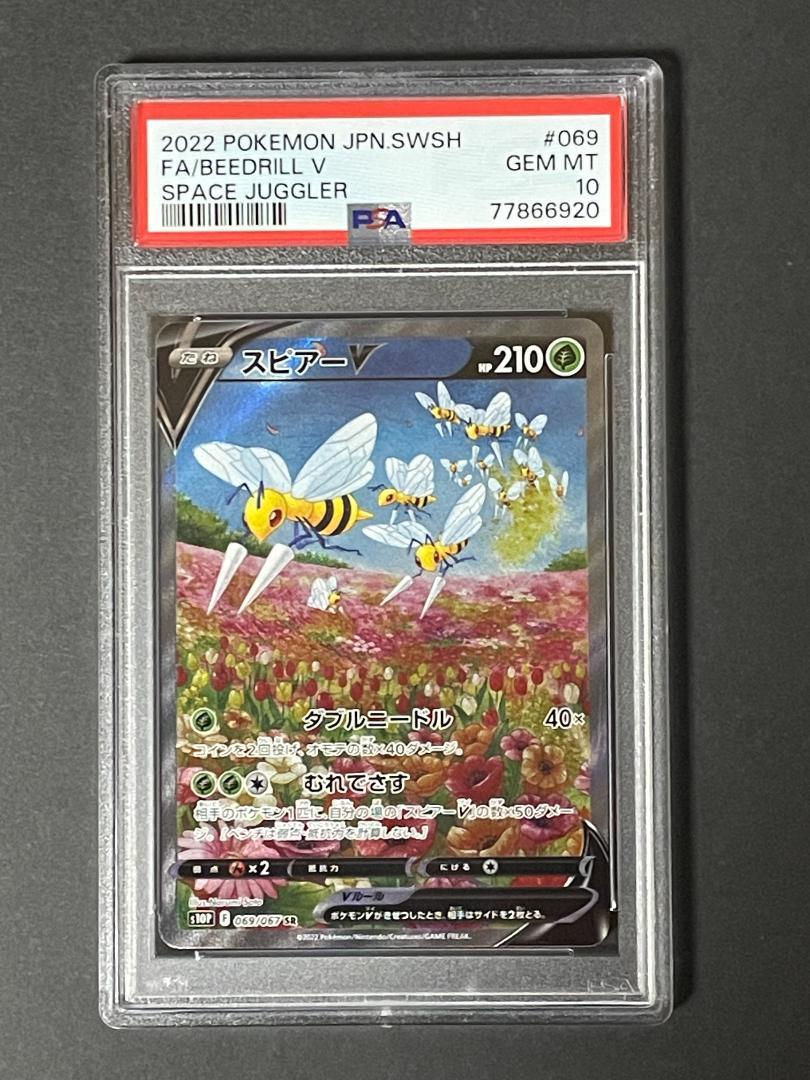 2022 POKEMON JPN.SWSH #069
FA/BEEDRILL V GEM MT
SPACE JUGGLER 10
PSA 77866920
たね スピアーV HP210
ダブルニードル 40×
コインを2回投げ、オモテの数×40ダメージ。
むれでさす
相手のポケモン1匹に、自分の場の「スピアーV」の数×50ダメー
ジ。[ベンチは弱点・抵抗力を計算しない。]
弱点 ×2 抵抗力 にげる
Illus. Narumi Sato
Vルール
ポケモンVがきぜつしたとき、相手はサイドを2枚とる。
s10P F 069/067 SR
©2022 Pokémon/Nintendo/Creatures/GAME FREAK.